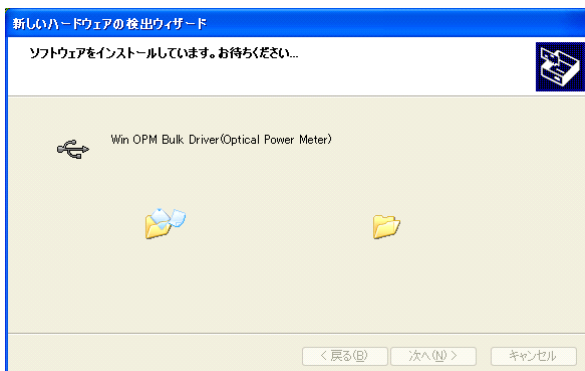 新しいハードウェアの検出ウィザード
ソフトウェアをインストールしています。お待ちください...
Win OPM Bulk Driver(Optical Power Meter)
< 戻る(B) 次へ(N) > キャンセル